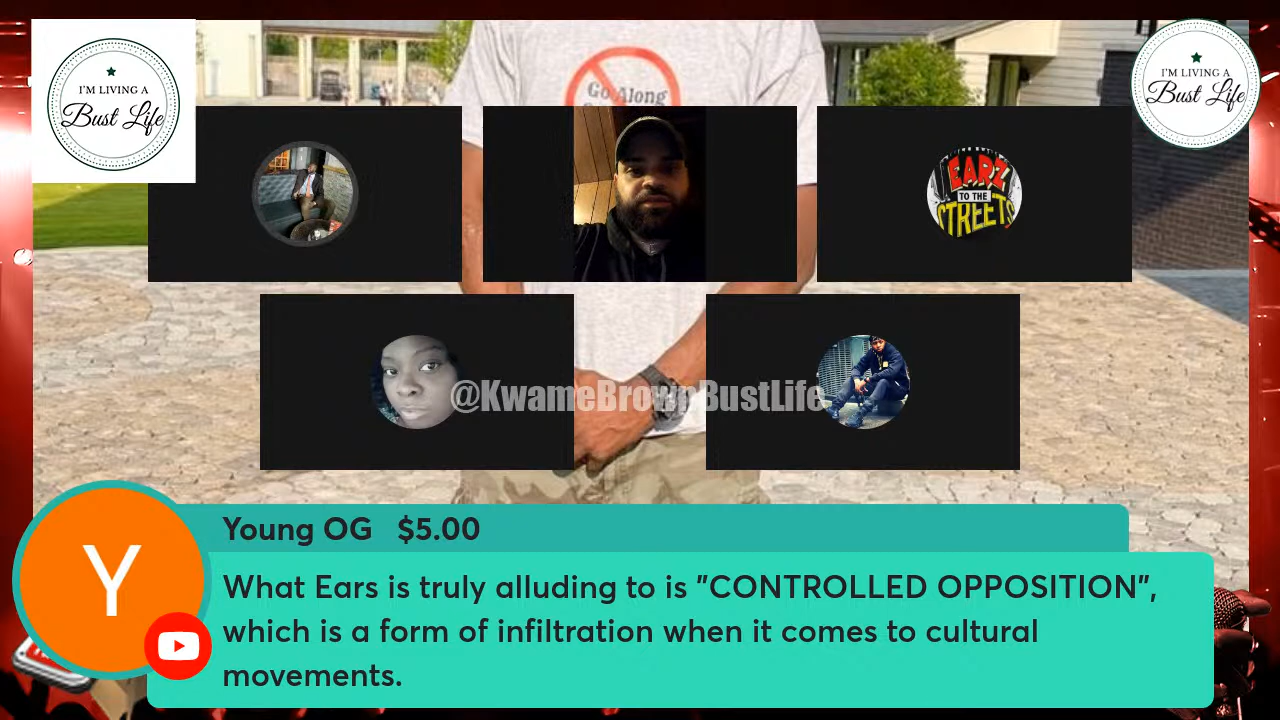 I'M LIVING A
Bust Life
I'M LIVING A
Bust Life
Go Along
EARZ
TO THE
STREETS
@KwameBrownBustLife
Y
Young OG $5.00
What Ears is truly alluding to is "CONTROLLED OPPOSITION",
which is a form of infiltration when it comes to cultural
movements.